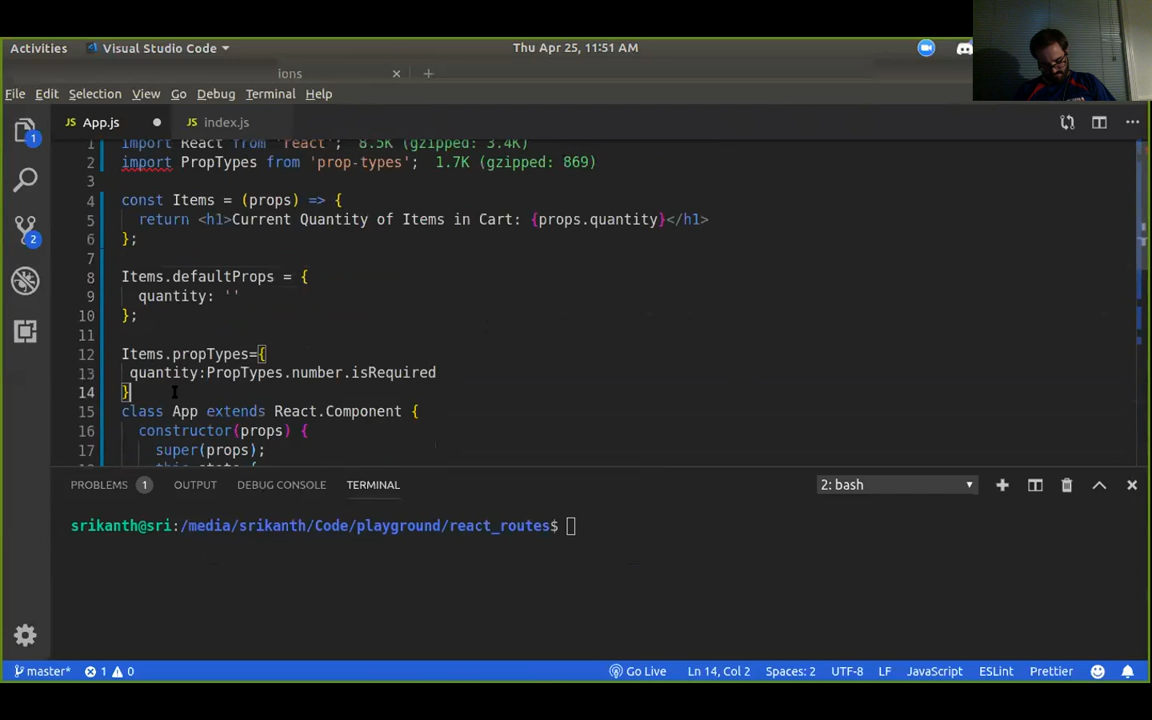 Activities Visual Studio Code Thu Apr 25, 11:51 AM
ions
File Edit Selection View Go Debug Terminal Help
JS App.js JS index.js
1 import React from 'react'; 8.5K (gzipped: 3.4K)
2 import PropTypes from 'prop-types'; 1.7K (gzipped: 869)
3
4 const Items = (props) => {
5 return <h1>Current Quantity of Items in Cart: {props.quantity}</h1>
6 };
7
8 Items.defaultProps = {
9 quantity: ''
10 };
11
12 Items.propTypes={
13 quantity:PropTypes.number.isRequired
14 }
15 class App extends React.Component {
16 constructor(props) {
17 super(props);
18 this.state {
PROBLEMS 1 OUTPUT DEBUG CONSOLE TERMINAL 2: bash
srikanth@sri:/media/srikanth/Code/playground/react_routes$
1
2
master* 1 0 Go Live Ln 14, Col 2 Spaces: 2 UTF-8 LF JavaScript ESLint Prettier